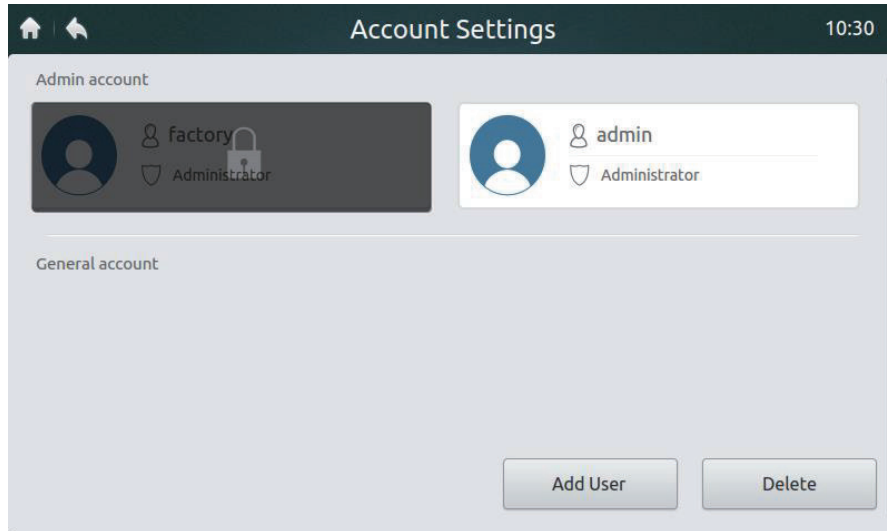 Account Settings
10:30
Admin account
factory
Administrator
admin
Administrator
General account
Add User
Delete